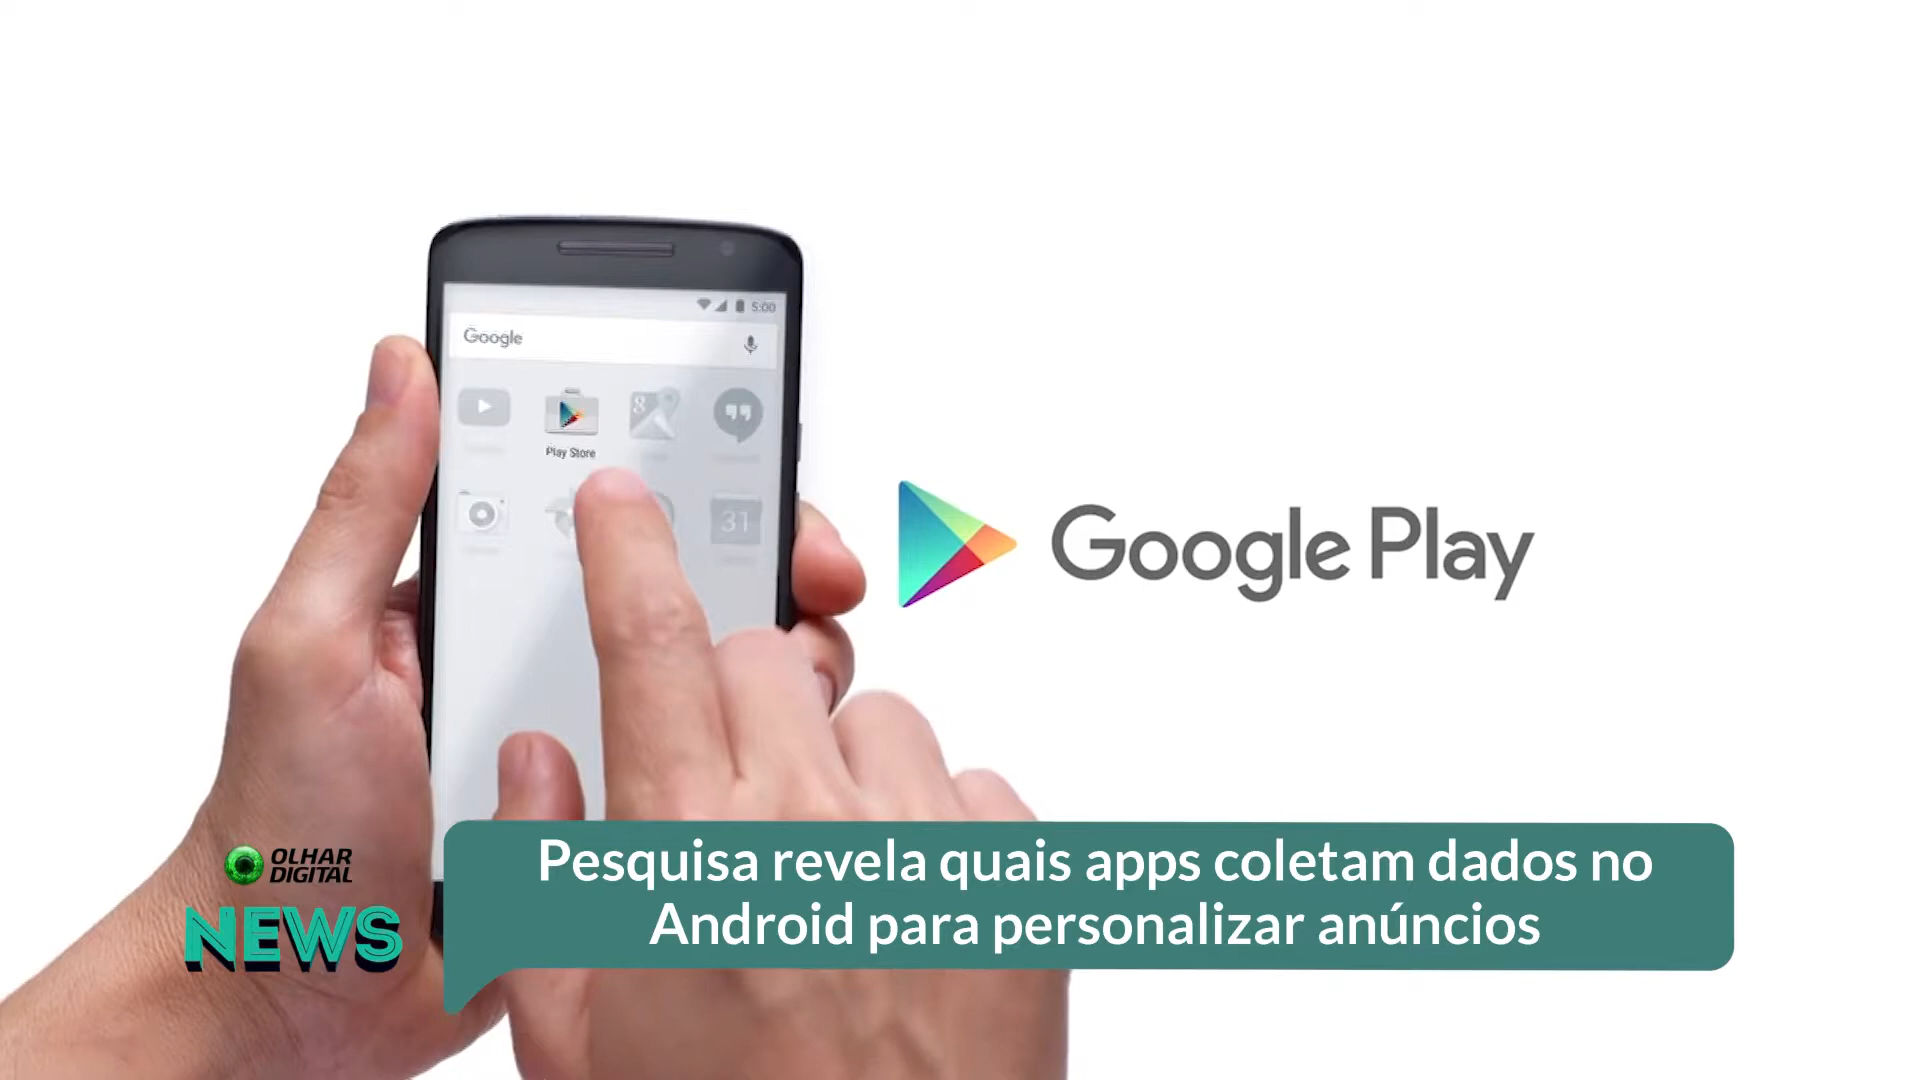 5:00
Google
8
Play Store
31
Google Play
OLHAR
DIGITAL
NEWS
Pesquisa revela quais apps coletam dados no
Android para personalizar anúncios